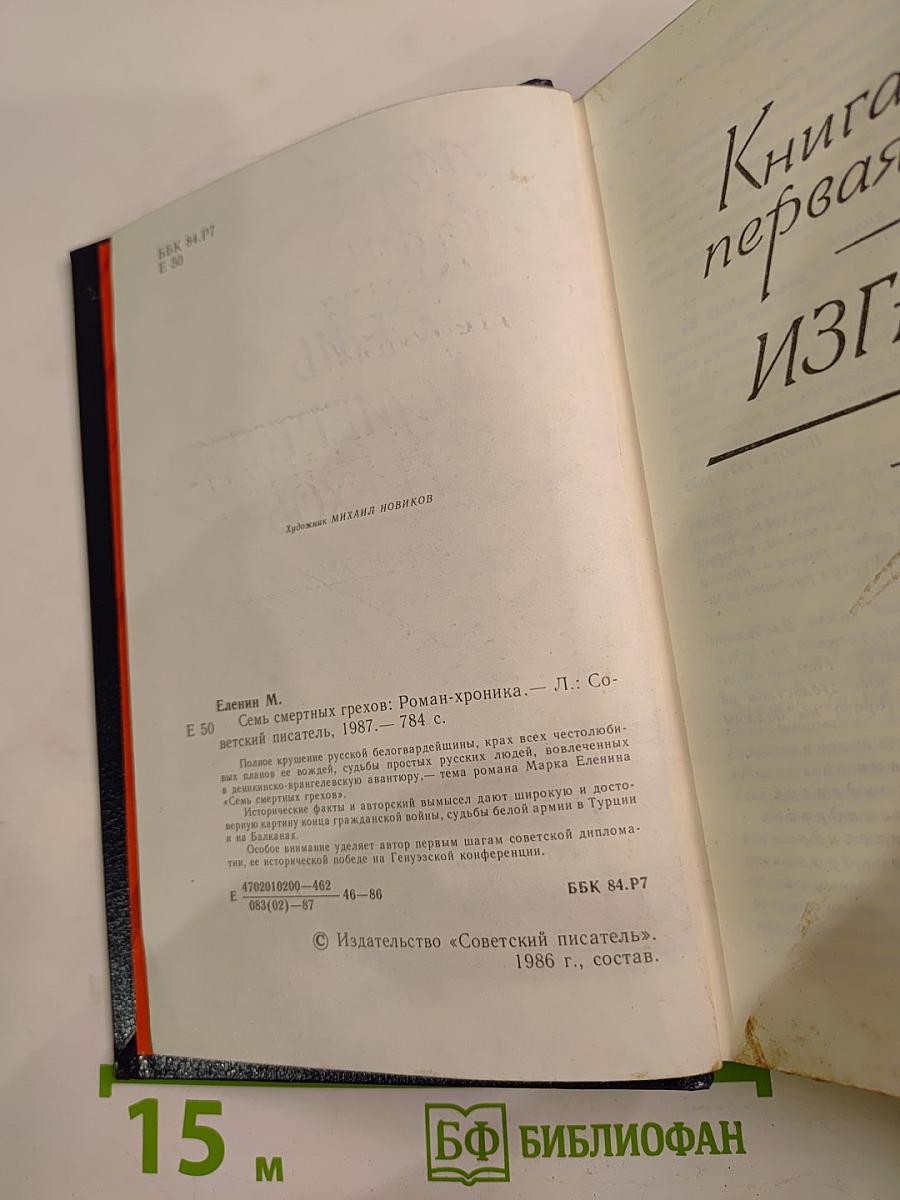 ББК 84.Р7
Е 50
Художник МИХАИЛ НОВИКОВ
Еленин М.
Е 50 Семь смертных грехов: Роман-хроника.— Л.: Со-
ветский писатель, 1987.— 784 с.
Полное крушение русской белогвардейщины, крах всех честолюби-
вых планов ее вождей, судьбы простых русских людей, вовлеченных
в деникинско-врангелевскую авантюру,— тема романа Марка Еленина
«Семь смертных грехов».
Исторические факты и авторский вымысел дают широкую и досто-
верную картину конца гражданской войны, судьбы белой армии в Турции
и на Балканах.
Особое внимание уделяет автор первым шагам советской диплома-
тии, ее исторической победе на Генуэзской конференции.
Е 4702010200—462 46—86
083(02)—87
ББК 84.Р7
© Издательство «Советский писатель».
1986 г., состав.
Книга
первая
ИЗГ
15 м
БФ БИБЛИОФАН